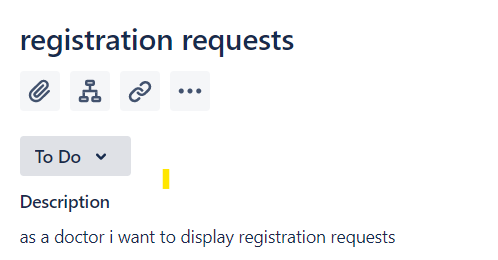 registration requests
To Do
Description
as a doctor i want to display registration requests